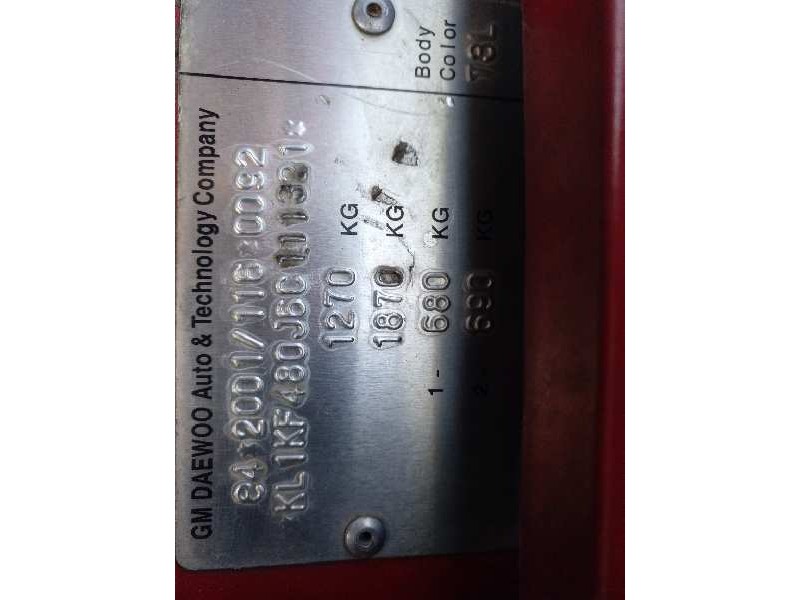 GM DAEWOO Auto & Technology Company
e4*2001/116*0092
*KL1KF480J6C111321*
1270 KG
1870 KG
1- 680 KG
2- 690 KG
Body
Color
73L